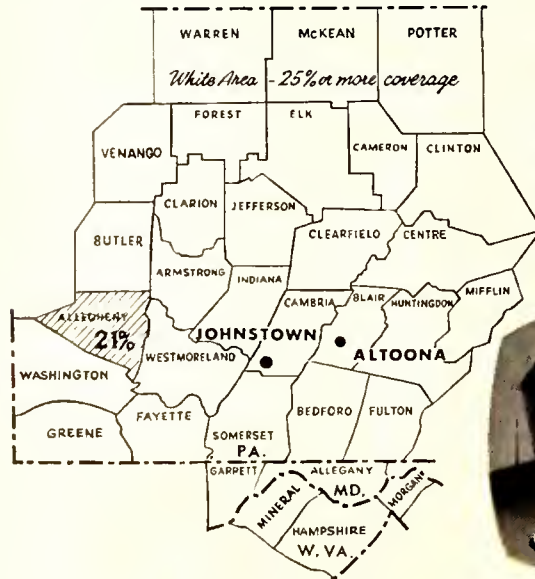 WARREN McKEAN POTTER
White Area - 25% or more coverage
FOREST ELK
VENANGO CAMERON CLINTON
CLARION JEFFERSON
BUTLER CLEARFIELD CENTRE
ARMSTRONG INDIANA
ALLEGHENY CAMBRIA BLAIR HUNTINGDON MIFFLIN
21% JOHNSTOWN ALTOONA
WESTMORELAND
WASHINGTON
GREENE FAYETTE BEDFORD FULTON
SOMERSET
PA.
GARRETT ALLEGANY
MINERAL MD. MORGAN
HAMPSHIRE
W. VA.